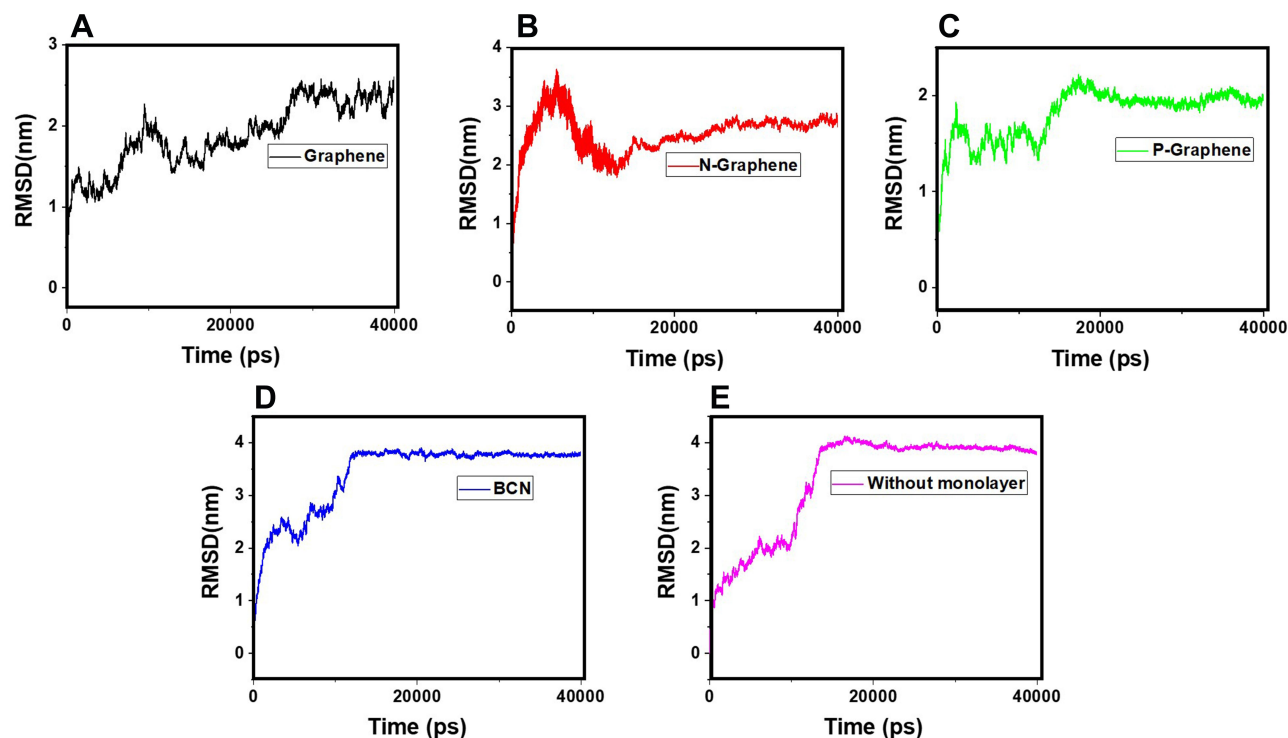 A
3
2
1
0
RMSD(nm)
Graphene
0
20000
40000
Time (ps)
B
4
3
2
1
0
RMSD(nm)
N-Graphene
0
20000
40000
Time (ps)
C
2
1
0
RMSD(nm)
P-Graphene
0
20000
40000
Time (ps)
D
4
3
2
1
0
RMSD(nm)
BCN
0
20000
40000
Time (ps)
E
4
3
2
1
0
RMSD(nm)
Without monolayer
0
20000
40000
Time (ps)